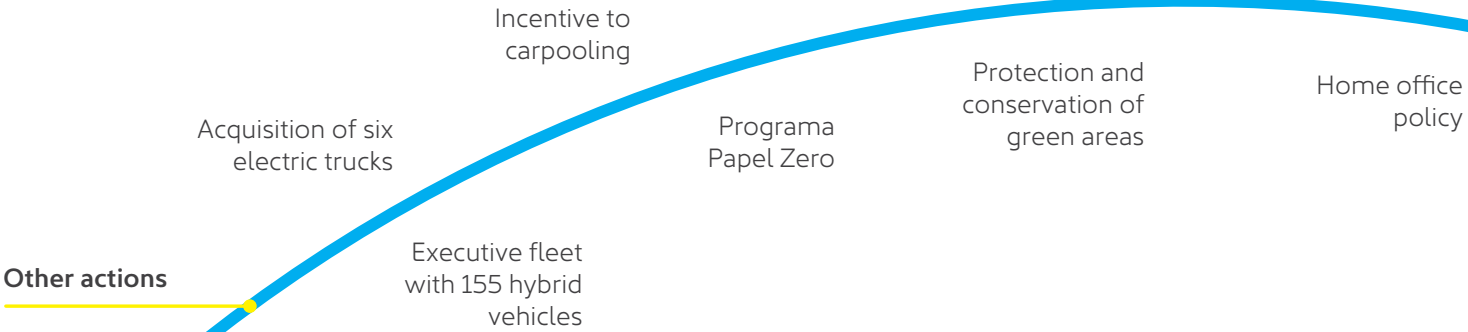 Incentive to
carpooling
Protection and
conservation of
green areas
Home office
policy
Acquisition of six
electric trucks
Programa
Papel Zero
Executive fleet
with 155 hybrid
vehicles
Other actions